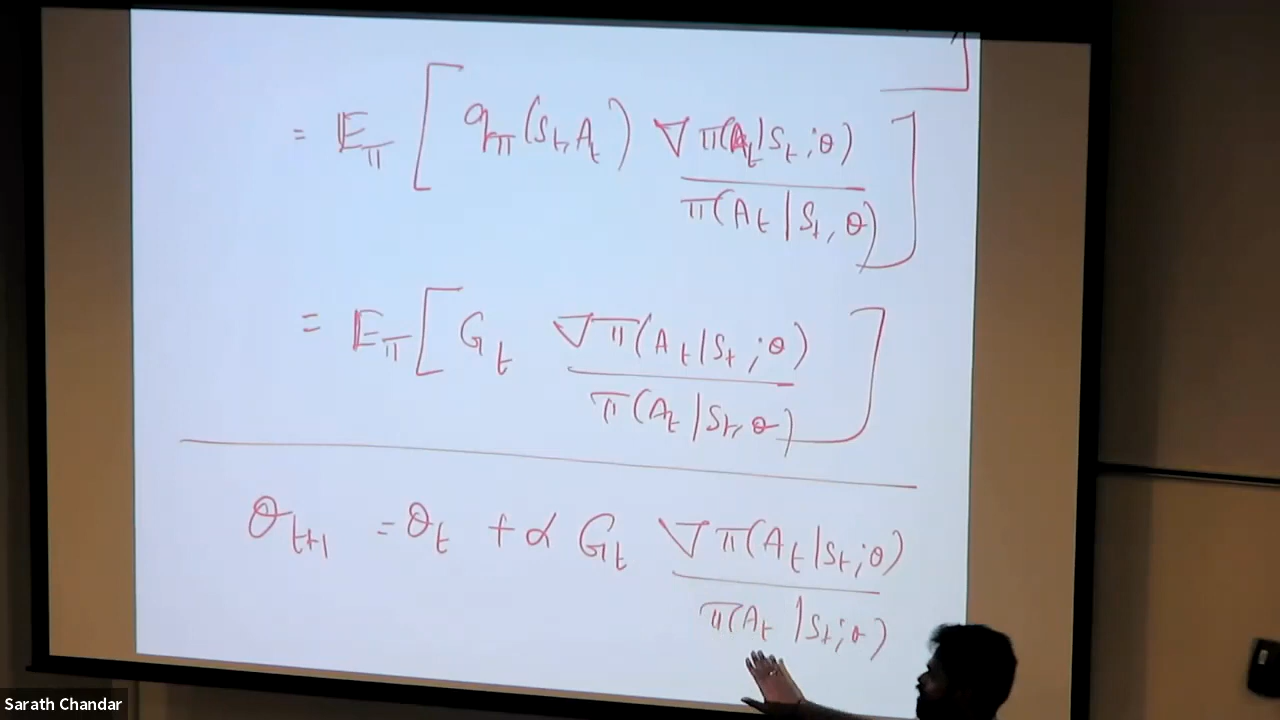 = E_π [ q_π(S_t, A_t) ∇π(A_t|S_t;θ) / π(A_t|S_t,θ) ]
= E_π [ G_t ∇π(A_t|S_t;θ) / π(A_t|S_t,θ) ]
θ_{t+1} = θ_t + α G_t ∇π(A_t|S_t;θ) / π(A_t|S_t;θ)
Sarath Chandar